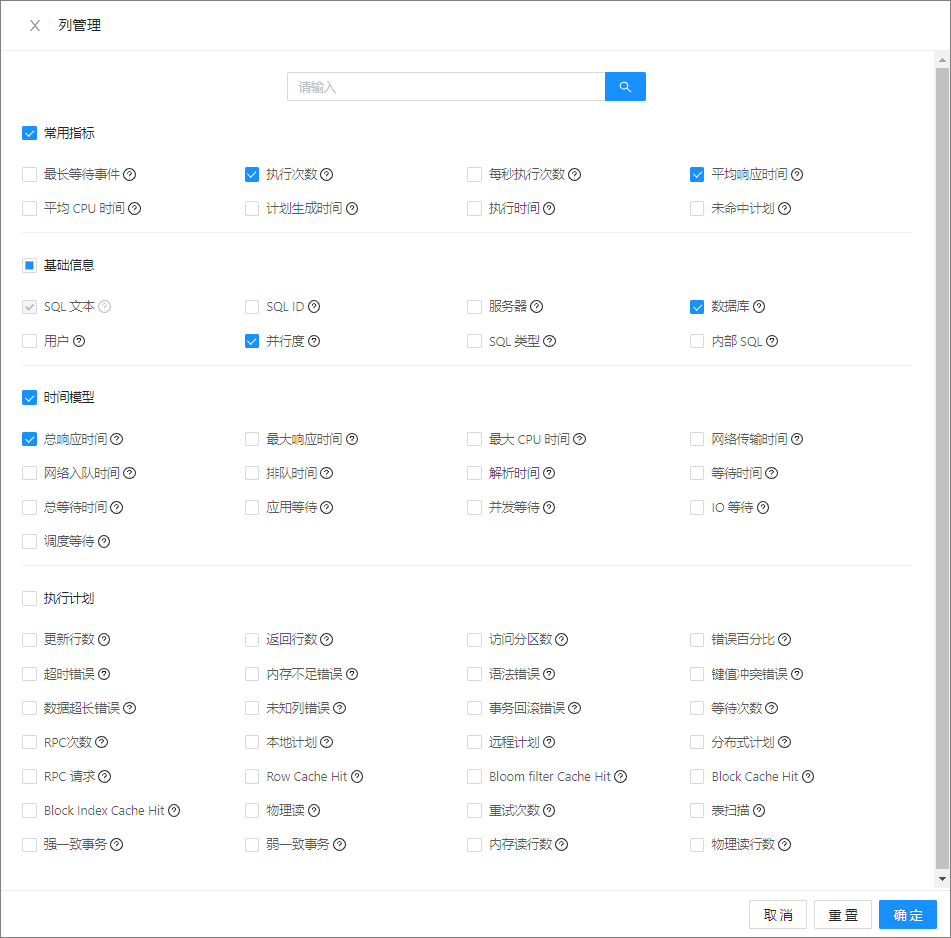 列管理
请输入
常用指标
最长等待事件 执行次数 每秒执行次数 平均响应时间
平均 CPU 时间 计划生成时间 执行时间 未命中计划
基础信息
SQL 文本 SQL ID 服务器 数据库
用户 并行度 SQL 类型 内部 SQL
时间模型
总响应时间 最大响应时间 最大 CPU 时间 网络传输时间
网络入队时间 排队时间 解析时间 等待时间
总等待时间 应用等待 并发等待 IO 等待
调度等待
执行计划
更新行数 返回行数 访问分区数 错误百分比
超时错误 内存不足错误 语法错误 键值冲突错误
数据超长错误 未知列错误 事务回滚错误 等待次数
RPC次数 本地计划 远程计划 分布式计划
RPC 请求 Row Cache Hit Bloom filter Cache Hit Block Cache Hit
Block Index Cache Hit 物理读 重试次数 表扫描
强一致事务 弱一致事务 内存读行数 物理读行数
取消 重置 确定